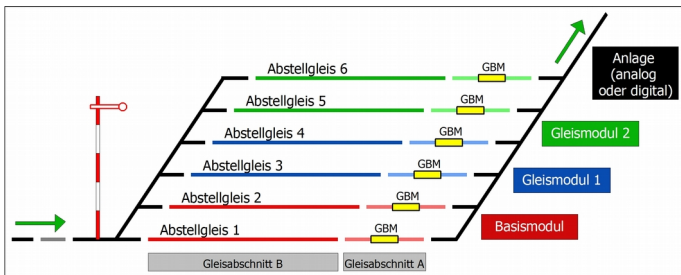 Abstellgleis 6
GBM
Anlage
(analog
oder digital)
Abstellgleis 5
GBM
Abstellgleis 4
GBM
Gleismodul 2
Abstellgleis 3
GBM
Gleismodul 1
Abstellgleis 2
GBM
Basismodul
Abstellgleis 1
GBM
Gleisabschnitt B
Gleisabschnitt A